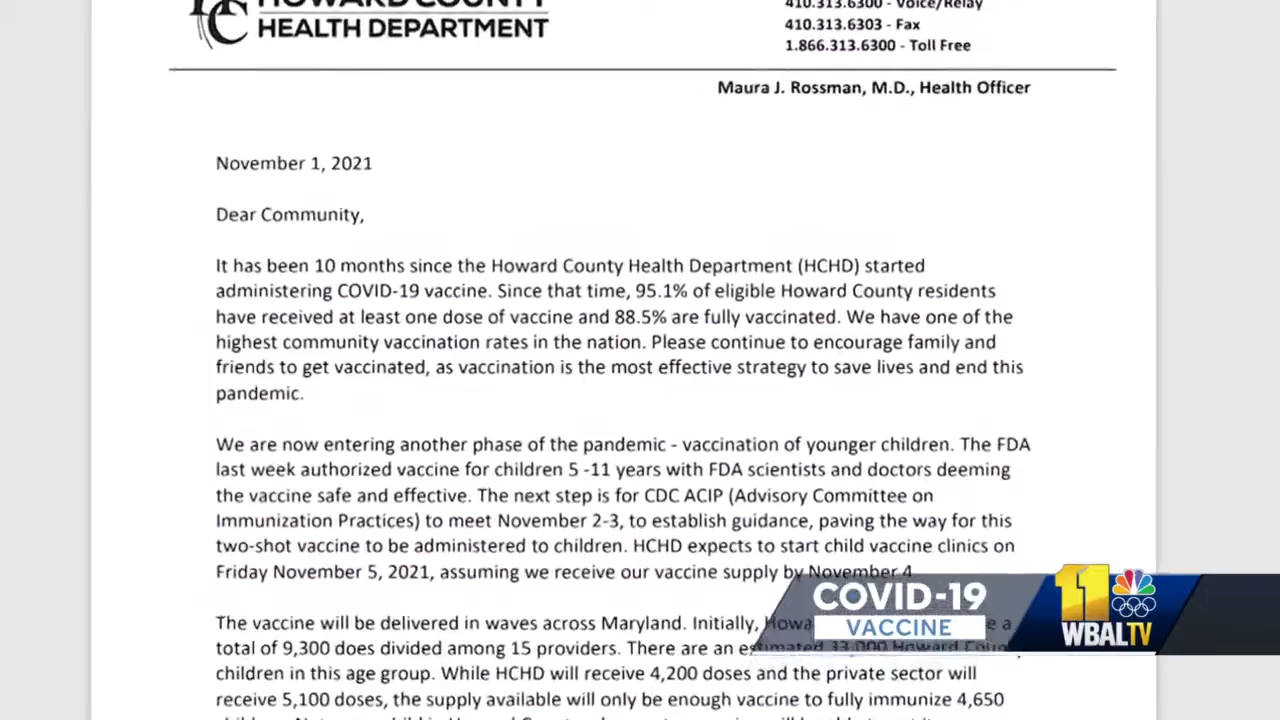 HOWARD COUNTY
HEALTH DEPARTMENT
410.313.6300 - Voice/Relay
410.313.6303 - Fax
1.866.313.6300 - Toll Free
Maura J. Rossman, M.D., Health Officer
November 1, 2021
Dear Community,
It has been 10 months since the Howard County Health Department (HCHD) started
administering COVID-19 vaccine. Since that time, 95.1% of eligible Howard County residents
have received at least one dose of vaccine and 88.5% are fully vaccinated. We have one of the
highest community vaccination rates in the nation. Please continue to encourage family and
friends to get vaccinated, as vaccination is the most effective strategy to save lives and end this
pandemic.
We are now entering another phase of the pandemic - vaccination of younger children. The FDA
last week authorized vaccine for children 5 -11 years with FDA scientists and doctors deeming
the vaccine safe and effective. The next step is for CDC ACIP (Advisory Committee on
Immunization Practices) to meet November 2-3, to establish guidance, paving the way for this
two-shot vaccine to be administered to children. HCHD expects to start child vaccine clinics on
Friday November 5, 2021, assuming we receive our vaccine supply by November 4
The vaccine will be delivered in waves across Maryland. Initially, a
total of 9,300 does divided among 15 providers. There are an estimated 33,000 Howard
children in this age group. While HCHD will receive 4,200 doses and the private sector will
receive 5,100 doses, the supply available will only be enough vaccine to fully immunize 4,650
COVID-19
VACCINE
11
WBALTV